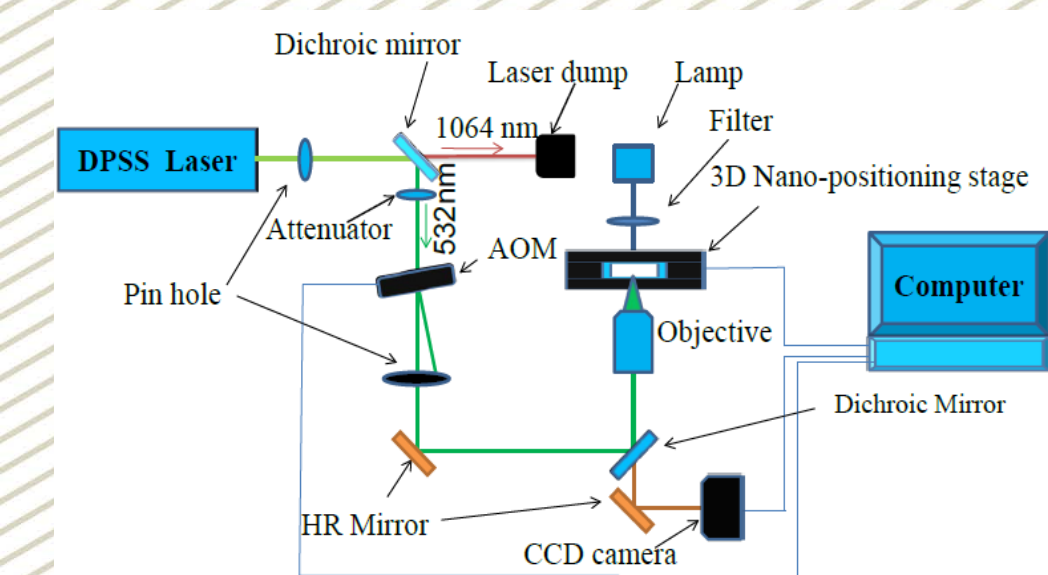 Dichroic mirror
Laser dump
Lamp
1064 nm
Filter
DPSS Laser
3D Nano-positioning stage
532nm
Attenuator
AOM
Pin hole
Computer
Objective
Dichroic Mirror
HR Mirror
CCD camera